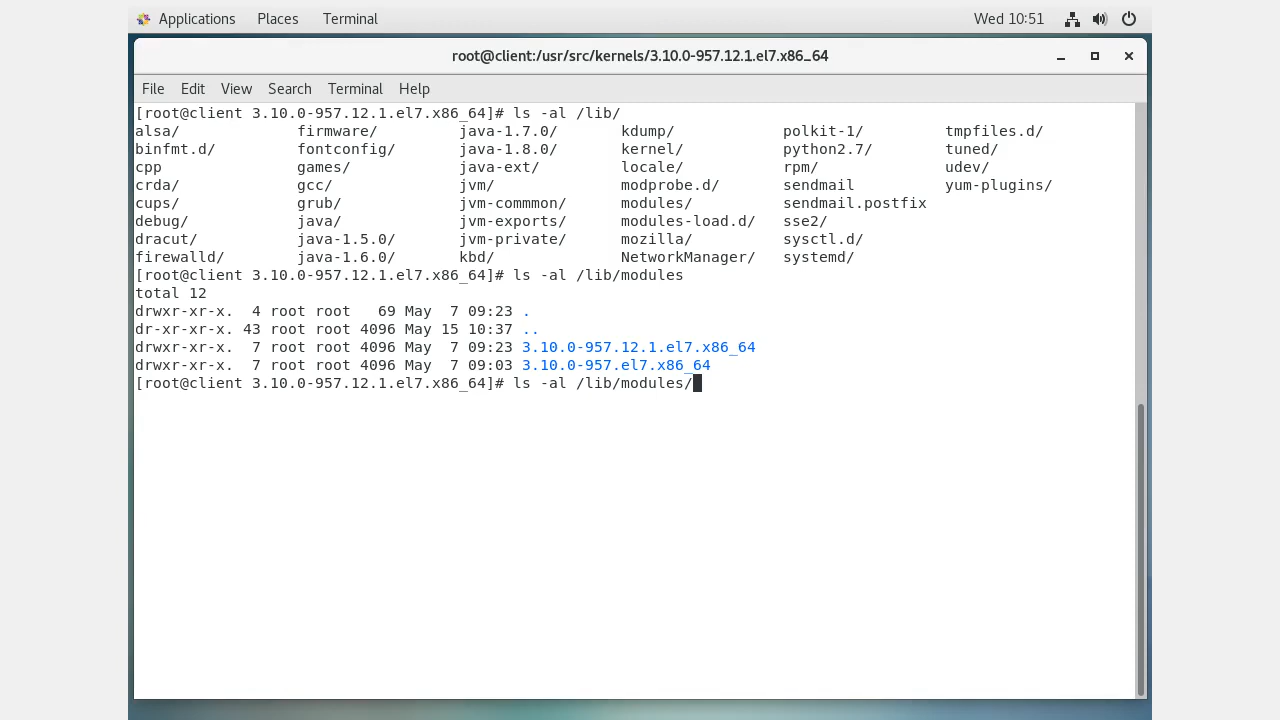 Applications Places Terminal Wed 10:51
root@client:/usr/src/kernels/3.10.0-957.12.1.el7.x86_64
File Edit View Search Terminal Help
[root@client 3.10.0-957.12.1.el7.x86_64]# ls -al /lib/
alsa/ firmware/ java-1.7.0/ kdump/ polkit-1/ tmpfiles.d/
binfmt.d/ fontconfig/ java-1.8.0/ kernel/ python2.7/ tuned/
cpp games/ java-ext/ locale/ rpm/ udev/
crda/ gcc/ jvm/ modprobe.d/ sendmail yum-plugins/
cups/ grub/ jvm-commmon/ modules/ sendmail.postfix
debug/ java/ jvm-exports/ modules-load.d/ sse2/
dracut/ java-1.5.0/ jvm-private/ mozilla/ sysctl.d/
firewalld/ java-1.6.0/ kbd/ NetworkManager/ systemd/
[root@client 3.10.0-957.12.1.el7.x86_64]# ls -al /lib/modules
total 12
drwxr-xr-x. 4 root root 69 May 7 09:23 .
dr-xr-xr-x. 43 root root 4096 May 15 10:37 ..
drwxr-xr-x. 7 root root 4096 May 7 09:23 3.10.0-957.12.1.el7.x86_64
drwxr-xr-x. 7 root root 4096 May 7 09:03 3.10.0-957.el7.x86_64
[root@client 3.10.0-957.12.1.el7.x86_64]# ls -al /lib/modules/